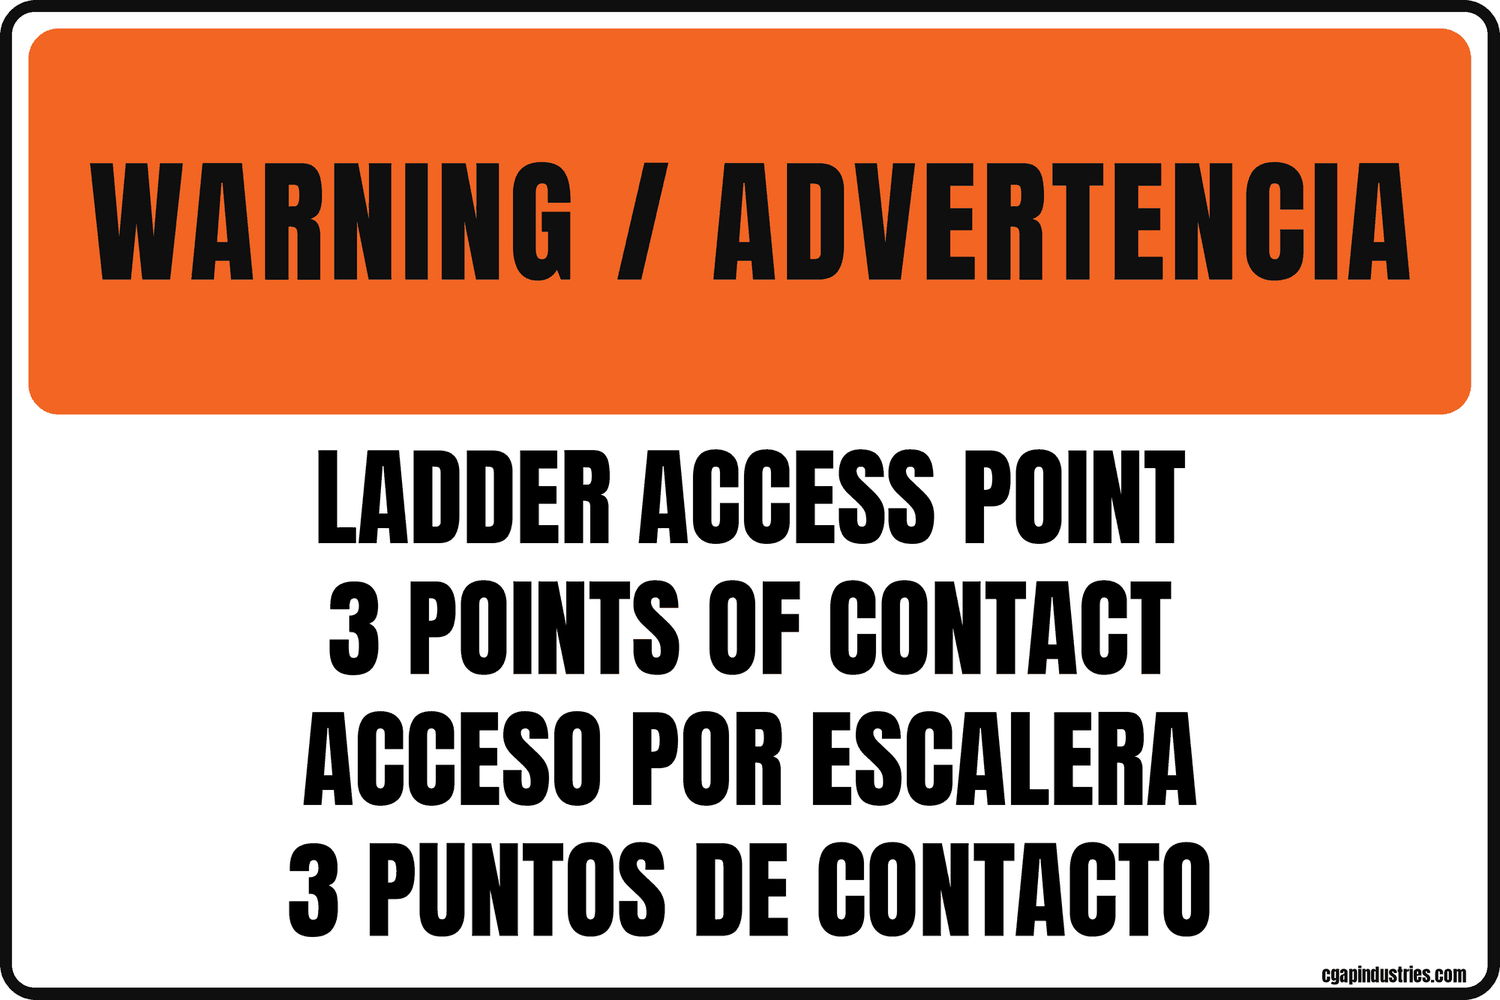 WARNING / ADVERTENCIA
LADDER ACCESS POINT
3 POINTS OF CONTACT
ACCESO POR ESCALERA
3 PUNTOS DE CONTACTO
cgapindustries.com